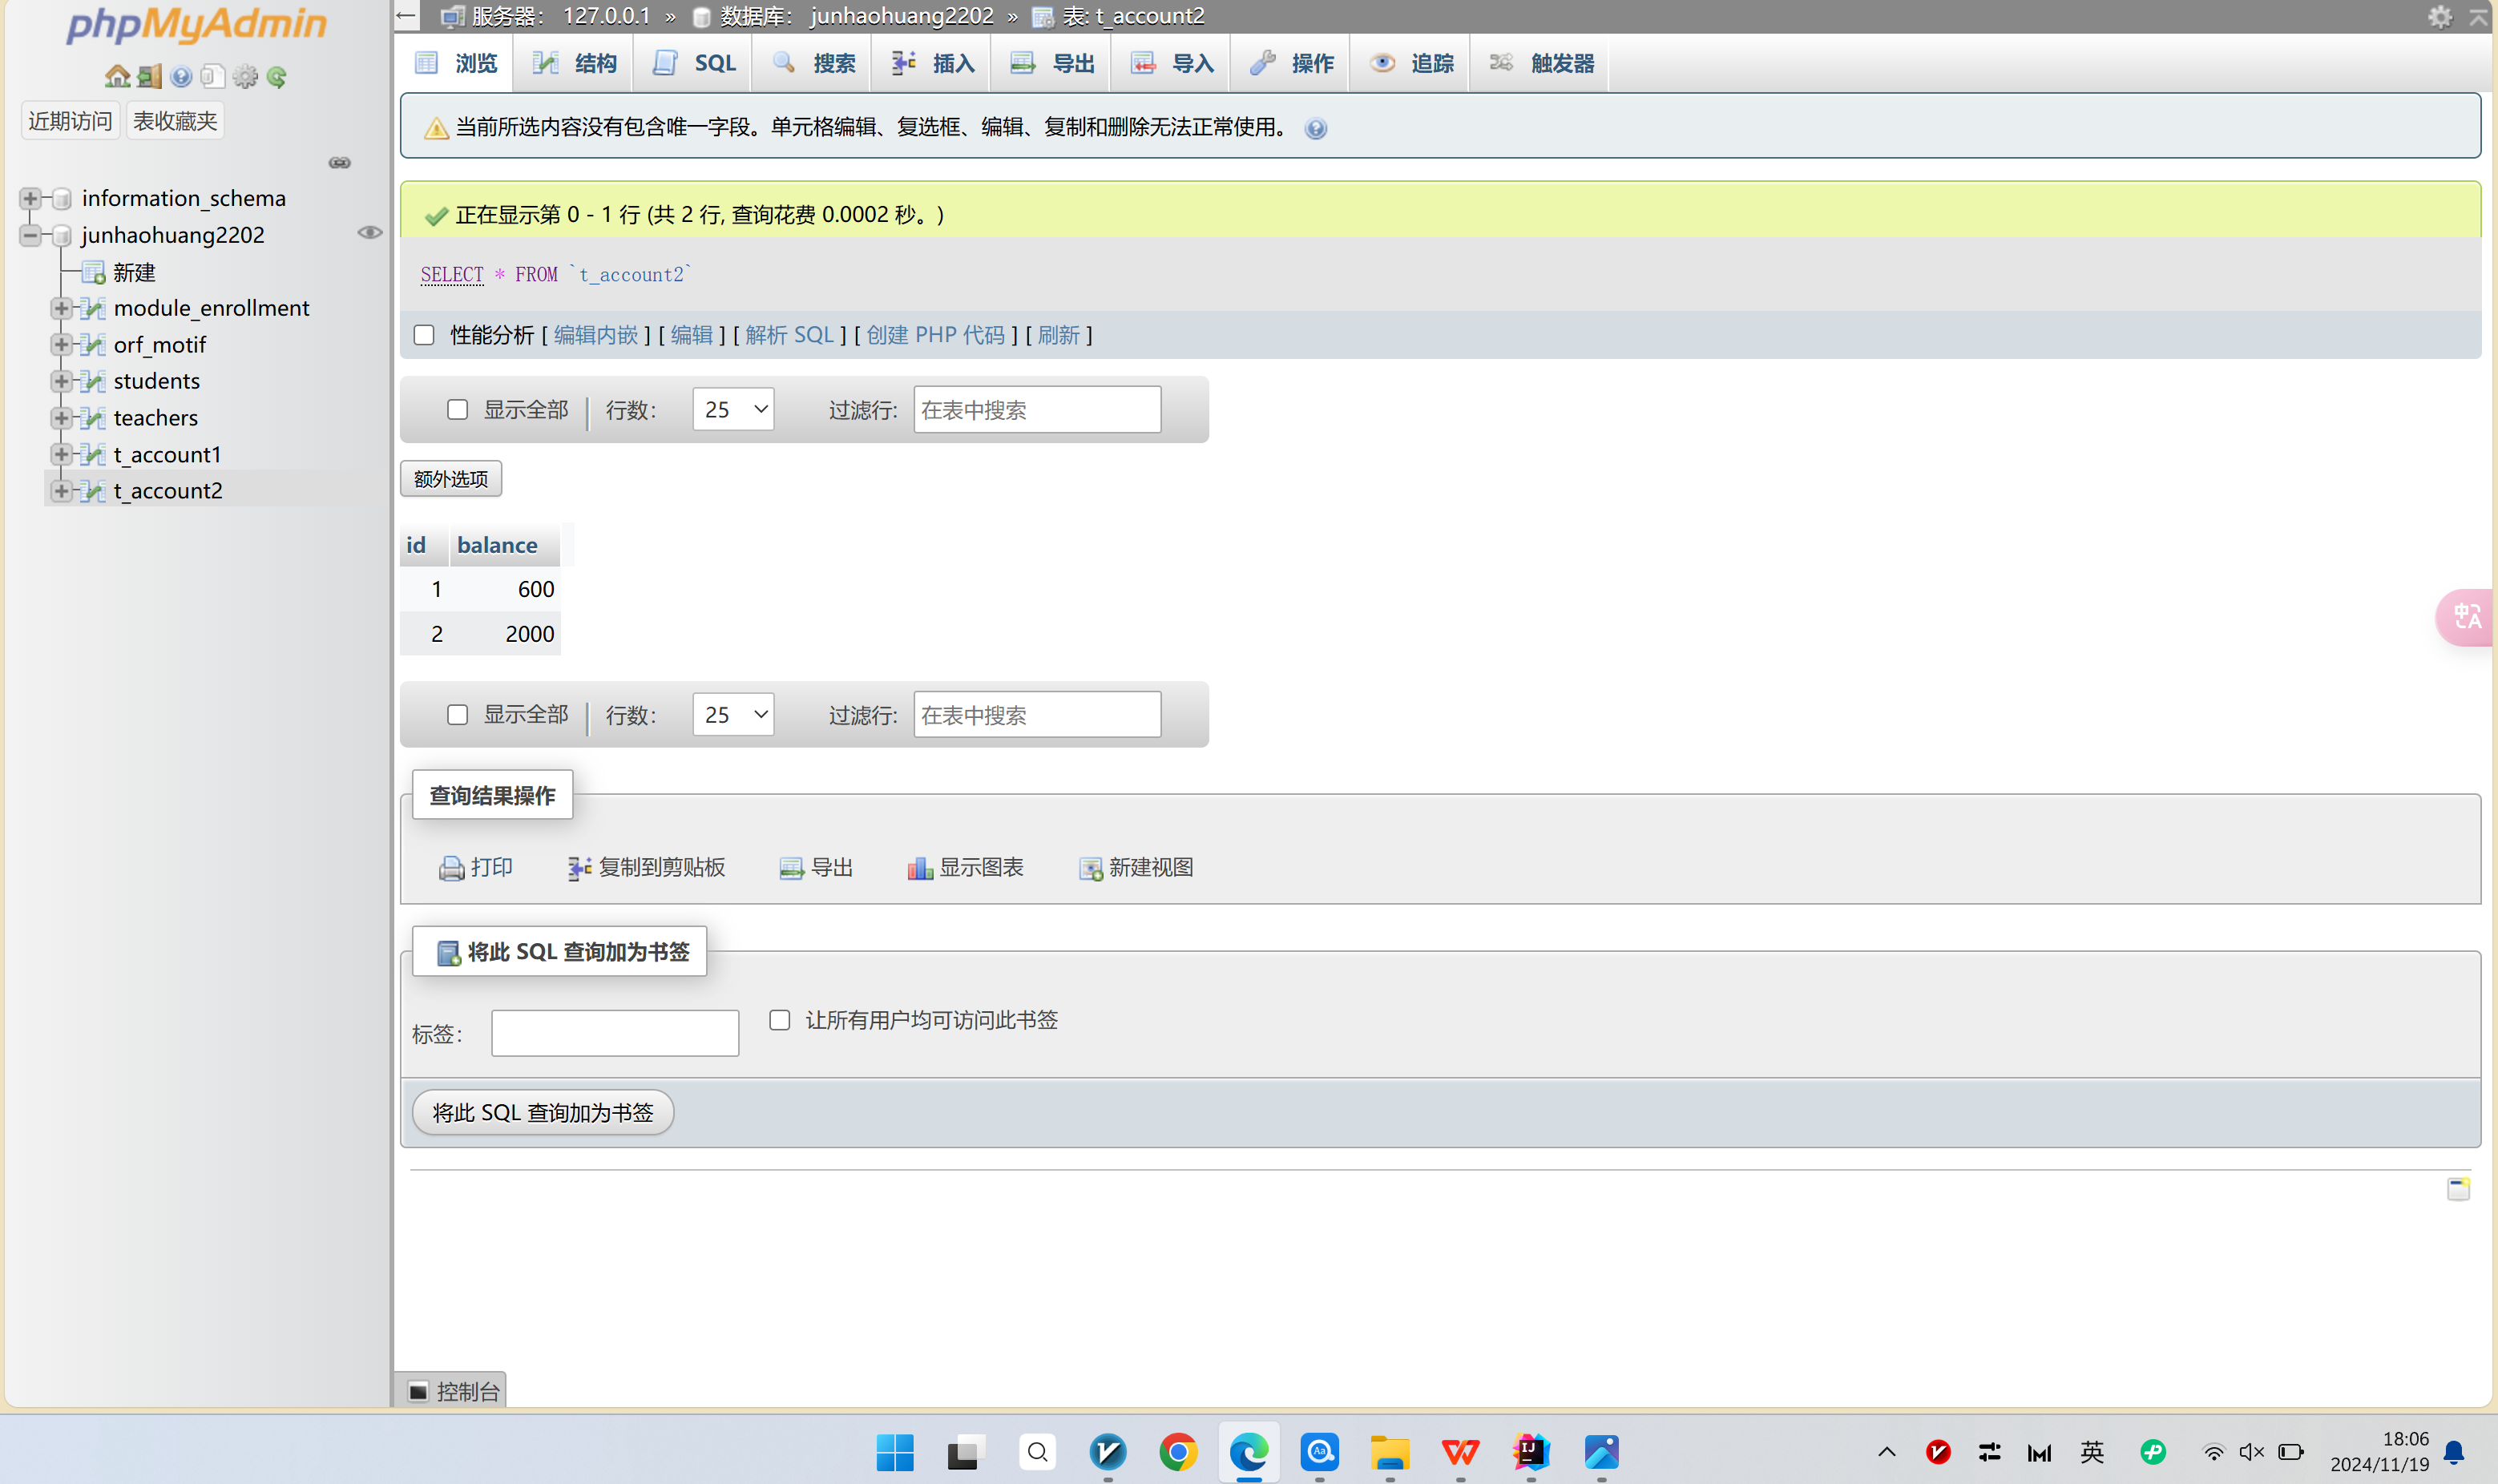 phpMyAdmin
近期访问 表收藏夹
information_schema
junhaohuang2202
新建
module_enrollment
orf_motif
students
teachers
t_account1
t_account2
服务器: 127.0.0.1 » 数据库: junhaohuang2202 » 表: t_account2
浏览 结构 SQL 搜索 插入 导出 导入 操作 追踪 触发器
当前所选内容没有包含唯一字段。单元格编辑、复选框、编辑、复制和删除无法正常使用。
正在显示第 0 - 1 行 (共 2 行, 查询花费 0.0002 秒。)
SELECT * FROM `t_account2`
性能分析 [ 编辑内嵌 ] [ 编辑 ] [ 解析 SQL ] [ 创建 PHP 代码 ] [ 刷新 ]
显示全部 行数: 25 过滤行: 在表中搜索
额外选项
id balance
1 600
2 2000
显示全部 行数: 25 过滤行: 在表中搜索
查询结果操作
打印 复制到剪贴板 导出 显示图表 新建视图
将此 SQL 查询加为书签
标签: 让所有用户均可访问此书签
将此 SQL 查询加为书签
控制台
中A
Aa
IJ
英
18:06
2024/11/19